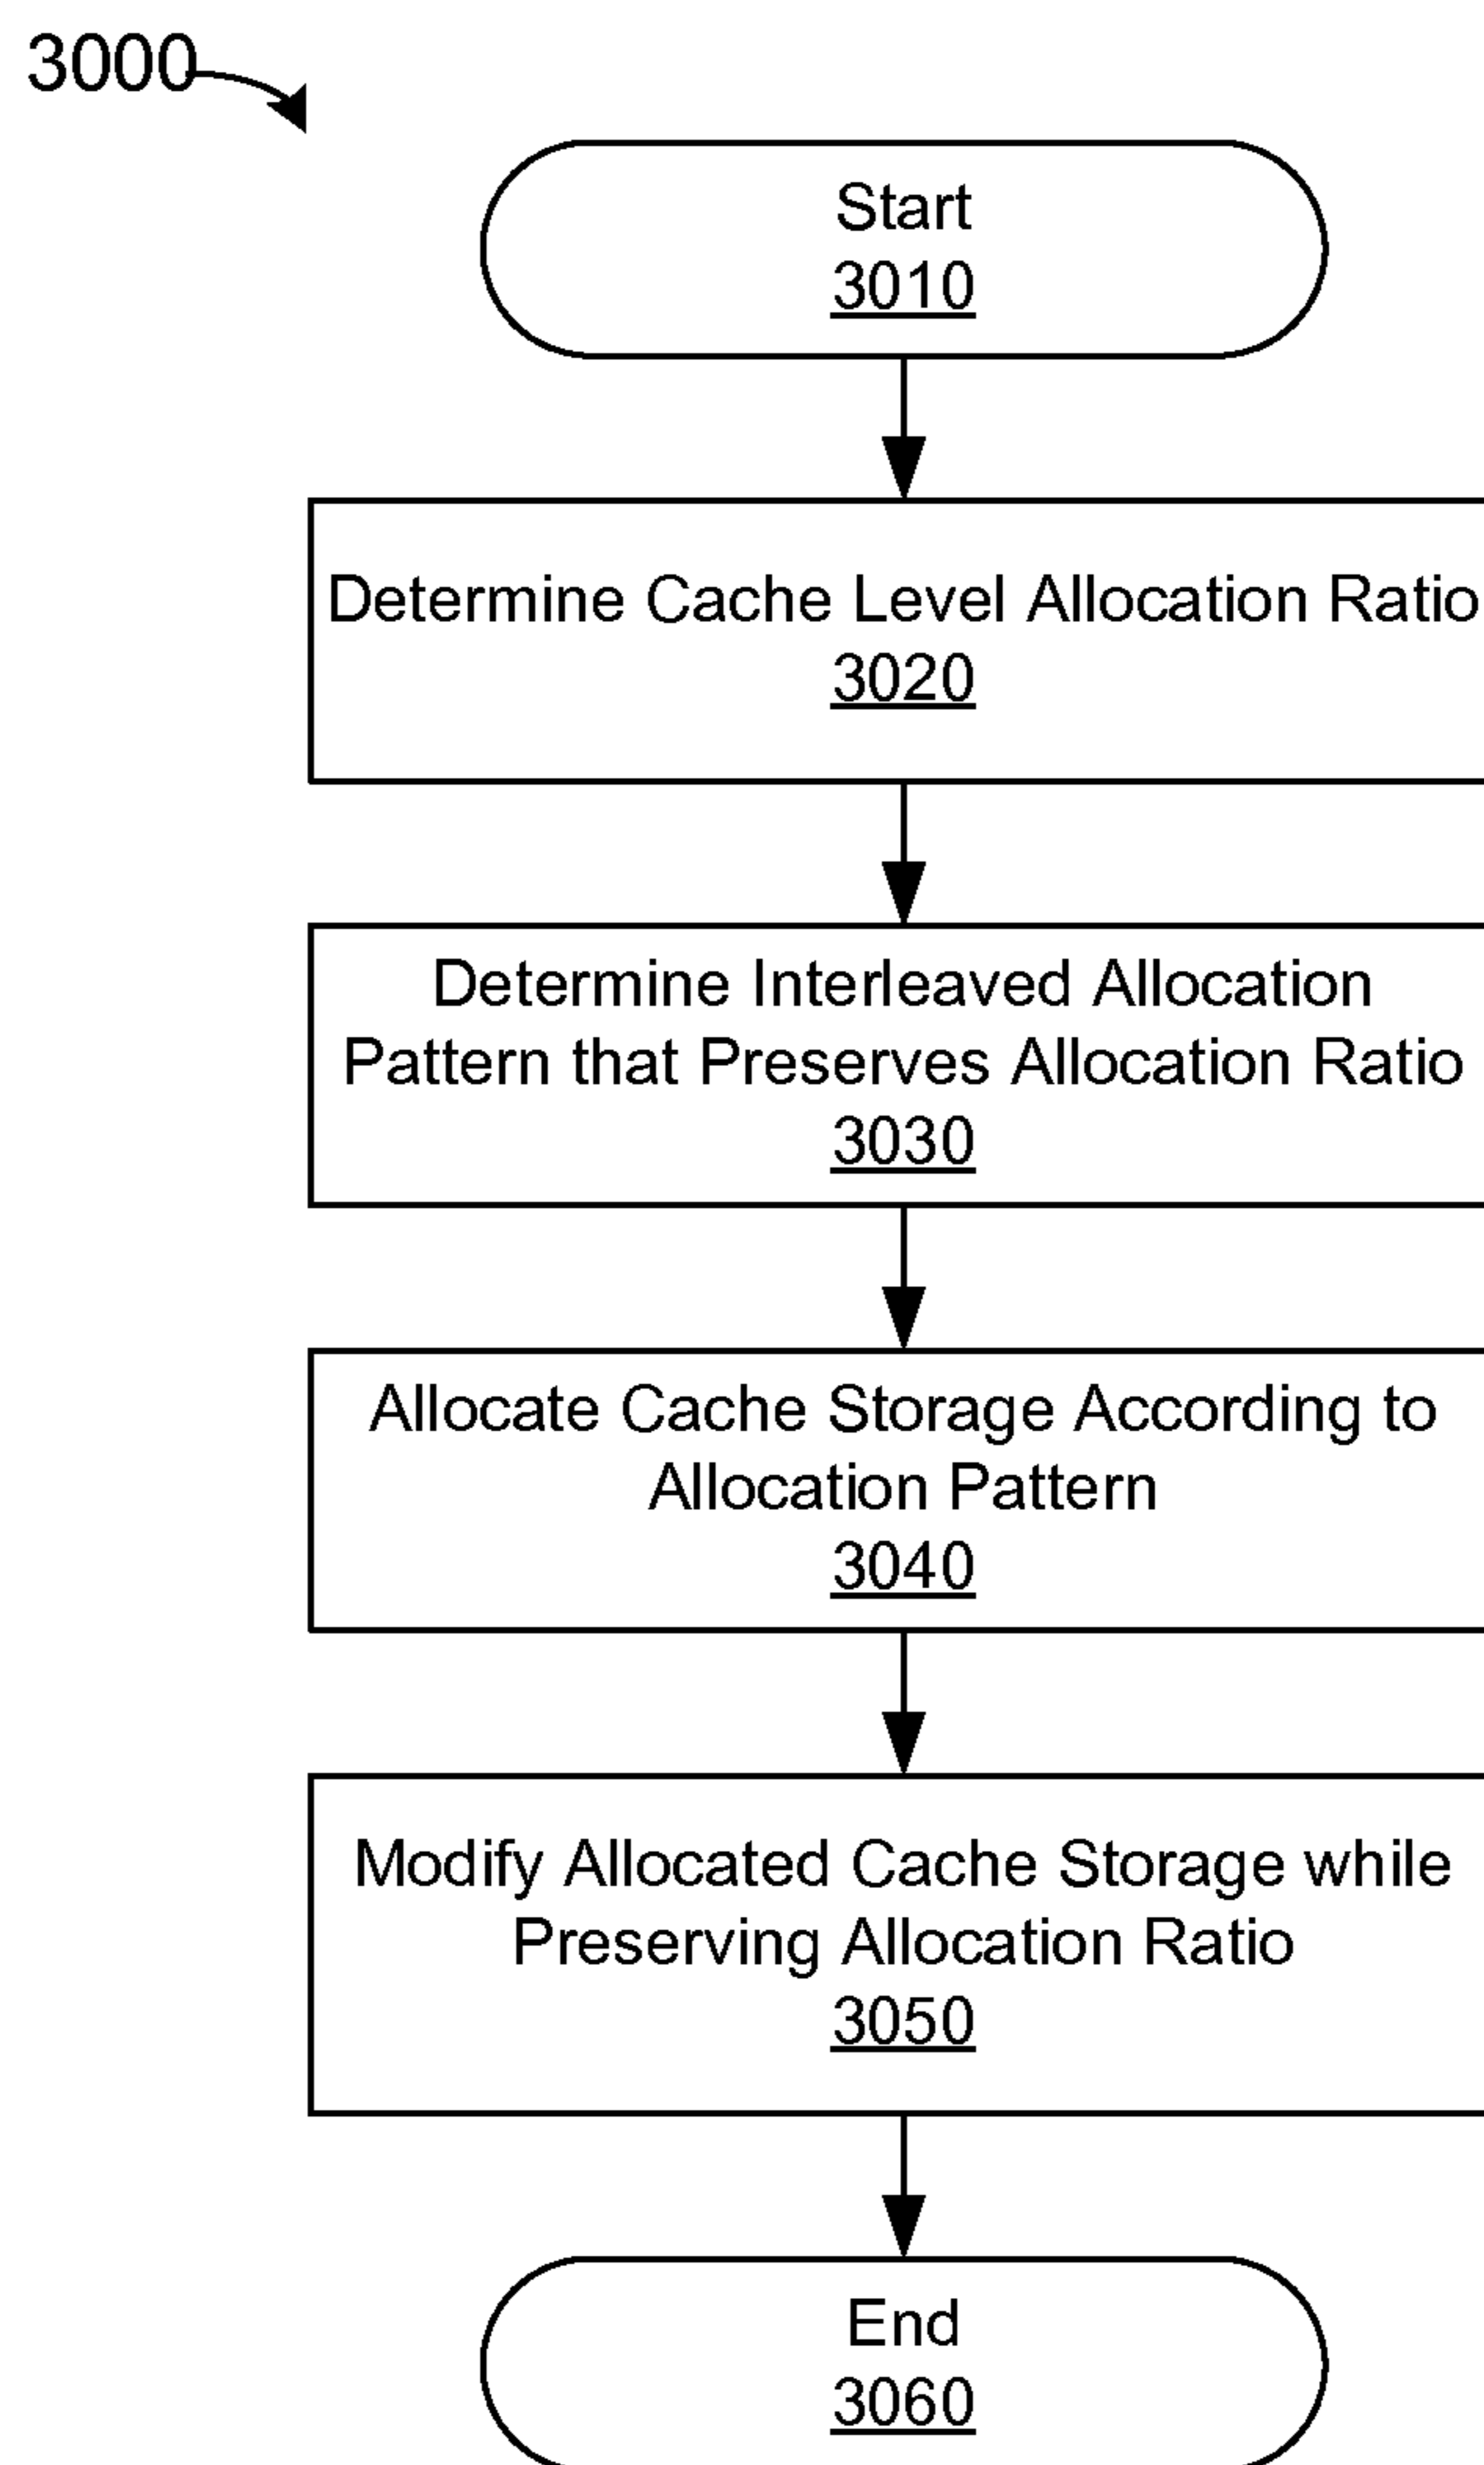 3000
Start
3010
Determine Cache Level Allocation Ratio
3020
Determine Interleaved Allocation
Pattern that Preserves Allocation Ratio
3030
Allocate Cache Storage According to
Allocation Pattern
3040
Modify Allocated Cache Storage while
Preserving Allocation Ratio
3050
End
3060